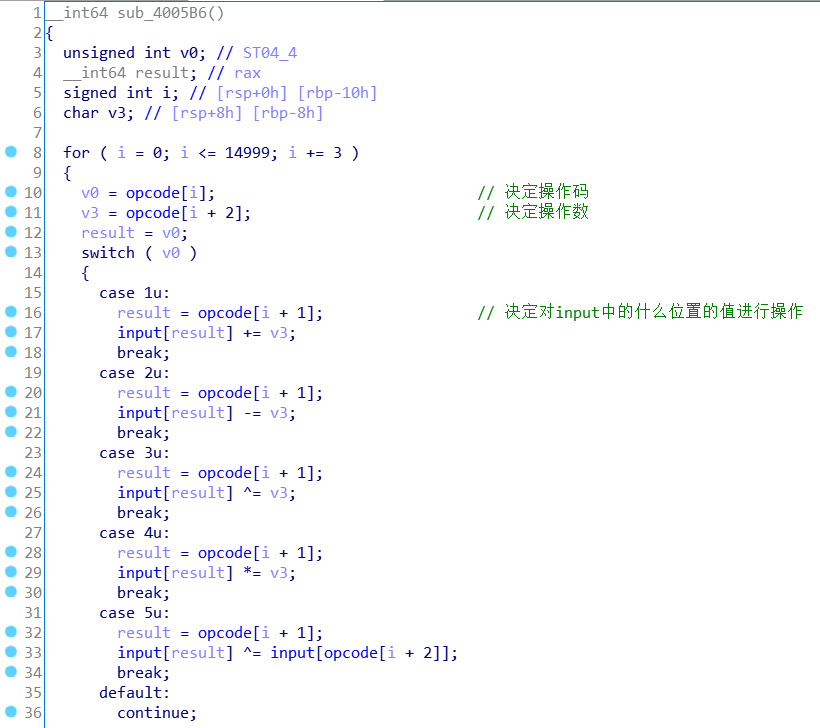 1 __int64 sub_4005B6()
2 {
3   unsigned int v0; // ST04_4
4   __int64 result; // rax
5   signed int i; // [rsp+0h] [rbp-10h]
6   char v3; // [rsp+8h] [rbp-8h]
7
8   for ( i = 0; i <= 14999; i += 3 )
9   {
10     v0 = opcode[i]; // 决定操作码
11     v3 = opcode[i + 2]; // 决定操作数
12     result = v0;
13     switch ( v0 )
14     {
15       case 1u:
16         result = opcode[i + 1]; // 决定对input中的什么位置的值进行操作
17         input[result] += v3;
18         break;
19       case 2u:
20         result = opcode[i + 1];
21         input[result] -= v3;
22         break;
23       case 3u:
24         result = opcode[i + 1];
25         input[result] ^= v3;
26         break;
27       case 4u:
28         result = opcode[i + 1];
29         input[result] *= v3;
30         break;
31       case 5u:
32         result = opcode[i + 1];
33         input[result] ^= input[opcode[i + 2]];
34         break;
35       default:
36         continue;